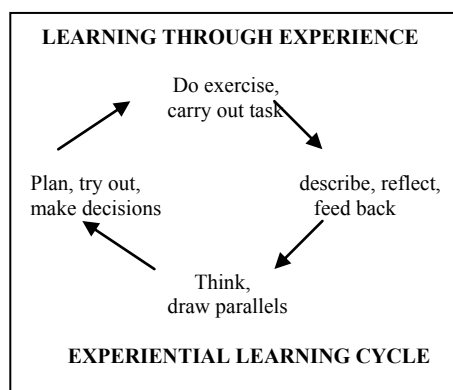 LEARNING THROUGH EXPERIENCE
Do exercise,
carry out task
describe, reflect,
feed back
Think,
draw parallels
Plan, try out,
make decisions
EXPERIENTIAL LEARNING CYCLE